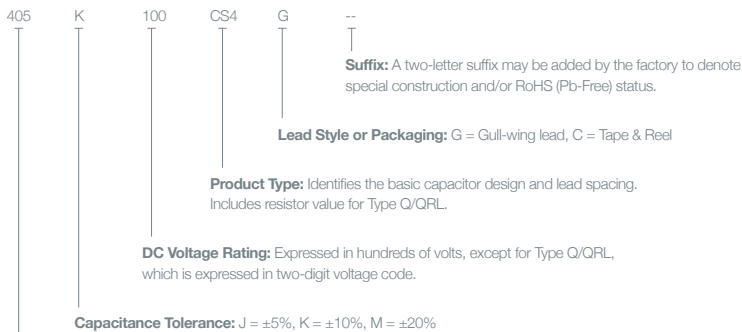 405 K 100 CS4 G --
Suffix: A two-letter suffix may be added by the factory to denote
special construction and/or RoHS (Pb-Free) status.
Lead Style or Packaging: G = Gull-wing lead, C = Tape & Reel
Product Type: Identifies the basic capacitor design and lead spacing.
Includes resistor value for Type Q/QRL.
DC Voltage Rating: Expressed in hundreds of volts, except for Type Q/QRL,
which is expressed in two-digit voltage code.
Capacitance Tolerance: J = ±5%, K = ±10%, M = ±20%